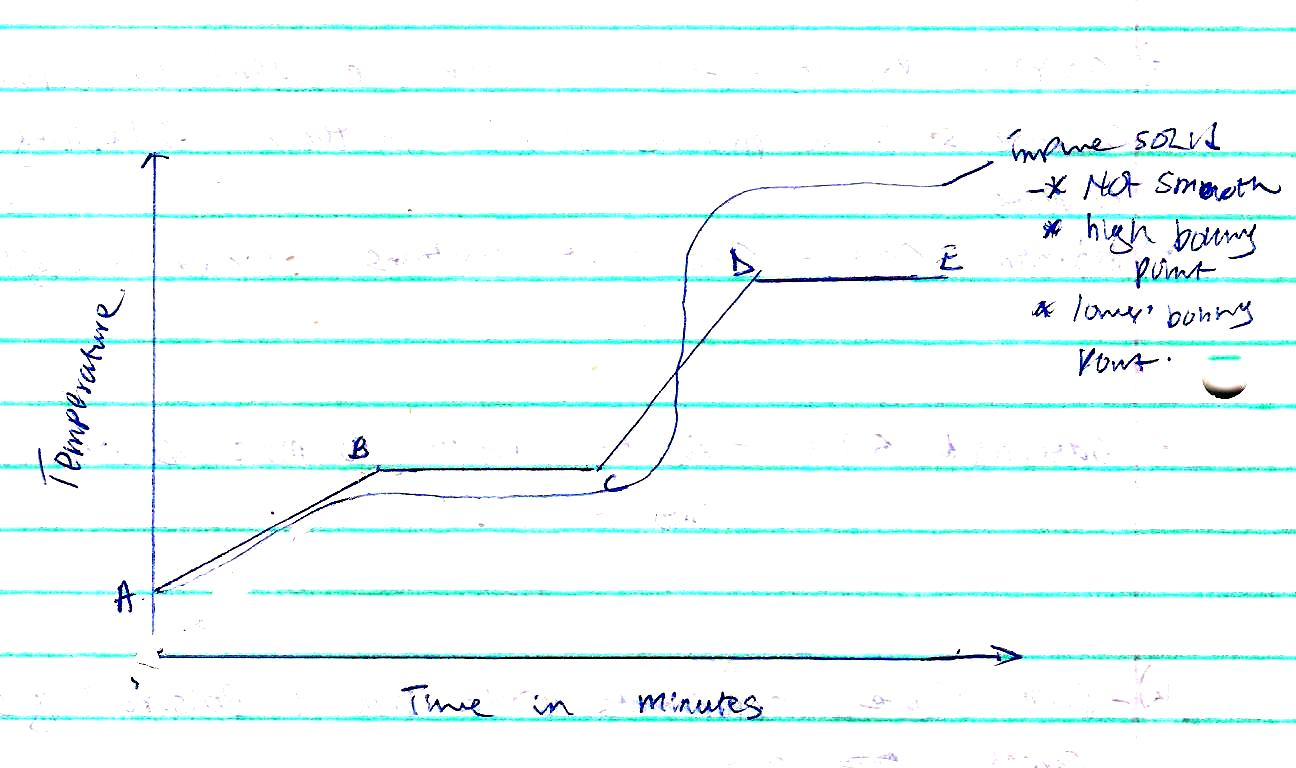 Impure solid
-* Not smooth
* high boiling
point
* lower boiling
point.
D E
Temperature
B
C
A
Time in minutes